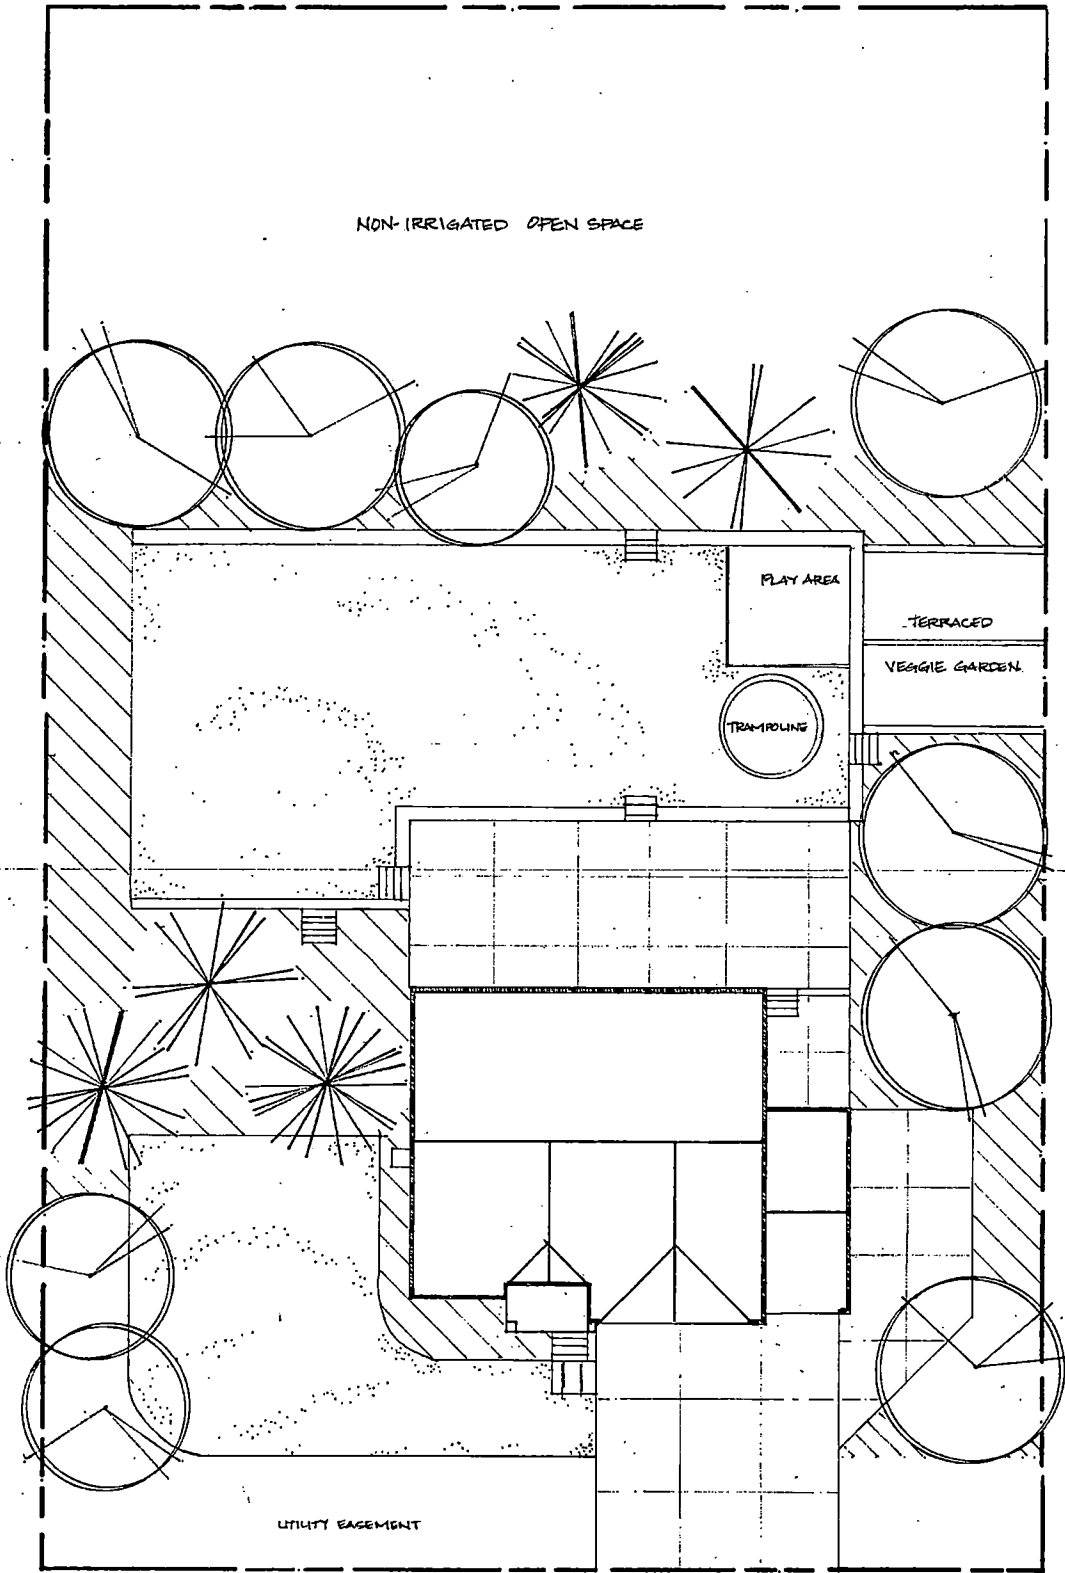 NON-IRRIGATED OPEN SPACE
PLAY AREA
TERRACED
VEGGIE GARDEN
TRAMPOLINE
UTILITY EASEMENT